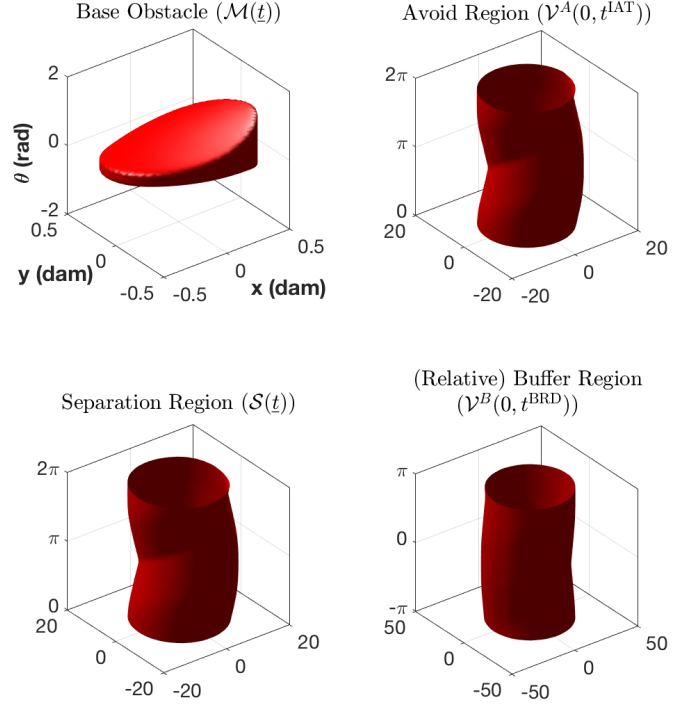 Base Obstacle (ℳ(t̲))
2
0
-2
θ (rad)
0.5
0
-0.5
y (dam)
-0.5
0
0.5
x (dam)
Avoid Region (𝒱^A(0, t^IAT))
2π
π
0
20
0
-20
-20
0
20
Separation Region (𝒮(t̲))
2π
π
0
20
0
-20
-20
0
20
(Relative) Buffer Region
(𝒱^B(0, t^BRD))
π
0
-π
50
0
-50
-50
0
50